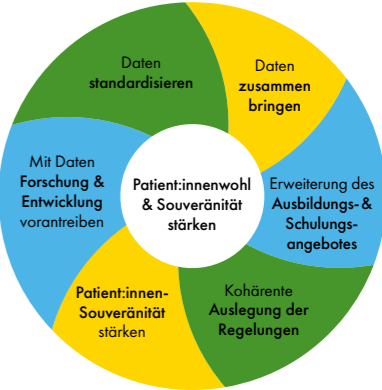 Daten
standardisieren
Daten
zusammen
bringen
Mit Daten
Forschung &
Entwicklung
vorantreiben
Patient:innenwohl
& Souveränität
stärken
Erweiterung des
Ausbildungs- &
Schulungs-
angebotes
Patient:innen-
Souveränität
stärken
Kohärente
Auslegung der
Regelungen